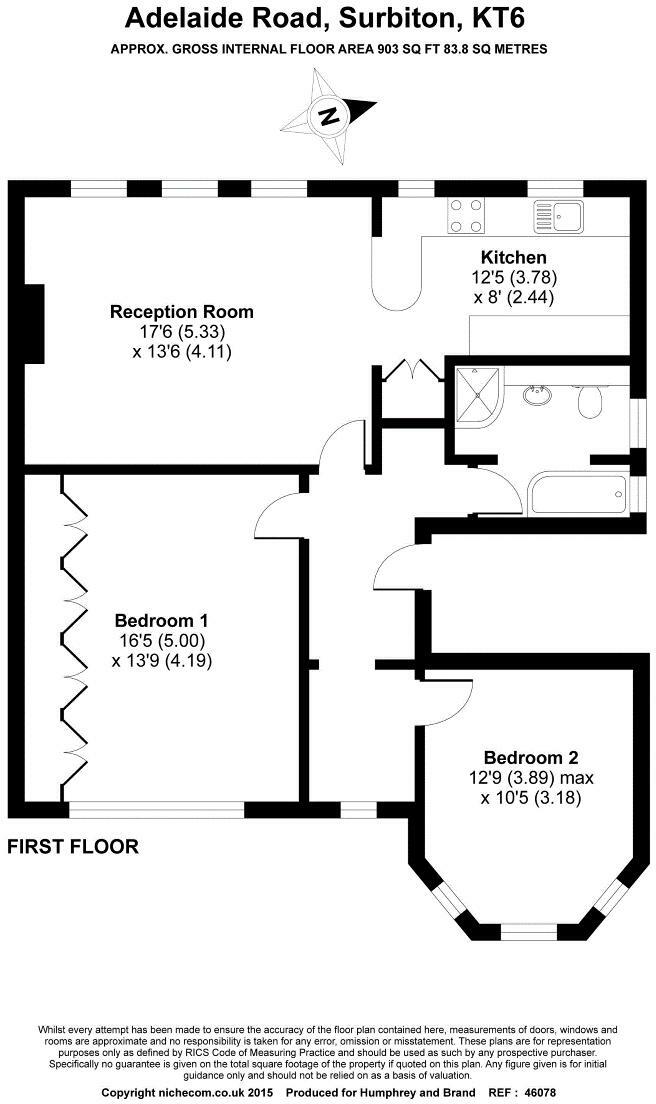 Adelaide Road, Surbiton, KT6
APPROX. GROSS INTERNAL FLOOR AREA 903 SQ FT 83.8 SQ METRES
N
Kitchen
12'5 (3.78)
x 8' (2.44)
Reception Room
17'6 (5.33)
x 13'6 (4.11)
Bedroom 1
16'5 (5.00)
x 13'9 (4.19)
Bedroom 2
12'9 (3.89) max
x 10'5 (3.18)
FIRST FLOOR
Whilst every attempt has been made to ensure the accuracy of the floor plan contained here, measurements of doors, windows and
rooms are approximate and no responsibility is taken for any error, omission or misstatement. These plans are for representation
purposes only as defined by RICS Code of Measuring Practice and should be used as such by any prospective purchaser.
Specifically no guarantee is given on the total square footage of the property if quoted on this plan. Any figure given is for initial
guidance only and should not be relied on as a basis of valuation.
Copyright nichecom.co.uk 2015 Produced for Humphrey and Brand REF : 46078